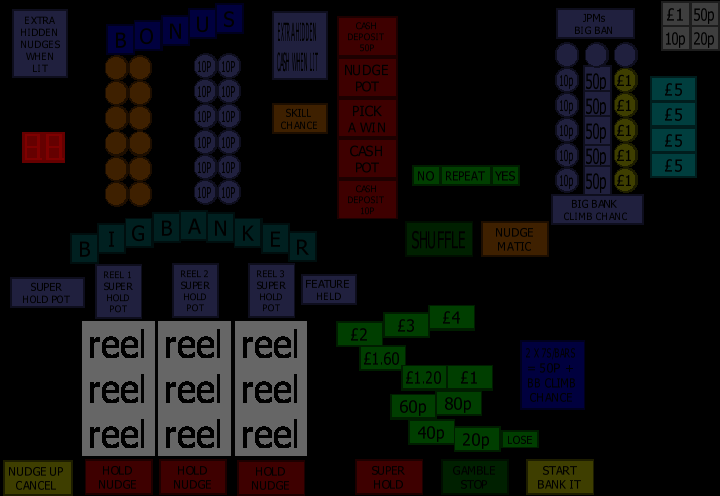 EXTRA
HIDDEN
NUDGES
WHEN
LIT
BONUS
EXTRA HIDDEN
CASH WHEN LIT
CASH
DEPOSIT
50P
NUDGE
POT
PICK
A WIN
CASH
POT
CASH
DEPOSIT
10P
SKILL
CHANCE
10P 10P
10P 10P
10P 10P
10P 10P
10P 10P
10P 10P
JPMs
BIG BAN
10p 50p £1
10p 50p £1
10p 50p £1
10p 50p £1
10p 50p £1
BIG BANK
CLIMB CHANC
£1 50p
10p 20p
£5
£5
£5
£5
NO REPEAT YES
SHUFFLE
NUDGE
MATIC
BIGBANKER
SUPER
HOLD POT
REEL 1
SUPER
HOLD
POT
REEL 2
SUPER
HOLD
POT
REEL 3
SUPER
HOLD
POT
FEATURE
HELD
reel reel reel
reel reel reel
reel reel reel
£4
£3
£2
£1.60
£1.20 £1
60p 80p
40p 20p LOSE
CHANCE
NUDGE UP
CANCEL
HOLD
NUDGE
HOLD
NUDGE
HOLD
NUDGE
SUPER
HOLD
GAMBLE
STOP
START
BANK IT